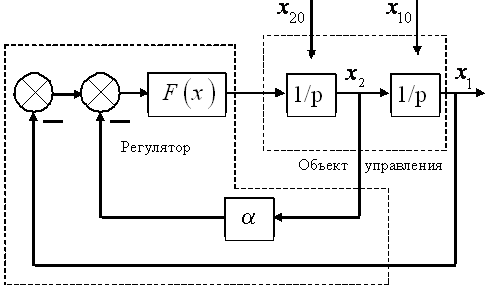 x20 x10
F(x) 1/p x2 1/p x1
Регулятор
Объект управления
α